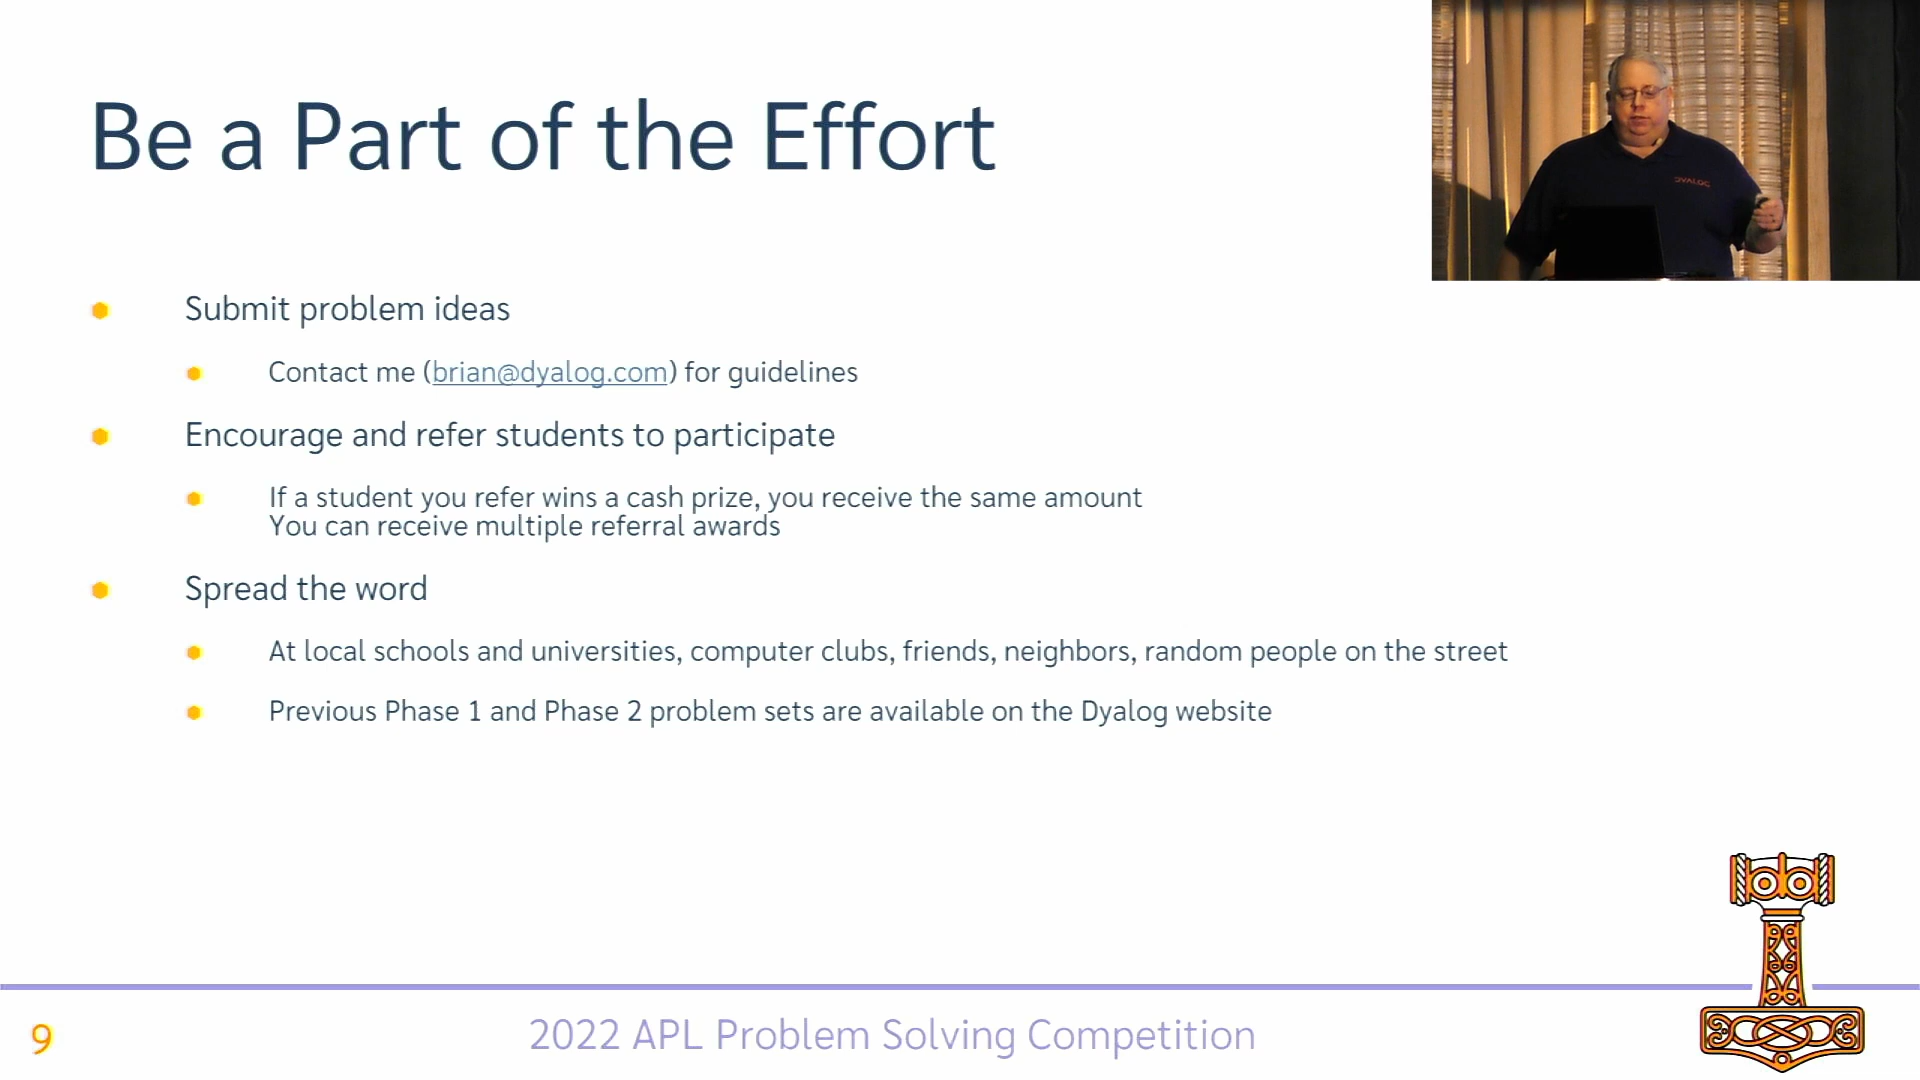 Be a Part of the Effort
Submit problem ideas
Contact me (brian@dyalog.com) for guidelines
Encourage and refer students to participate
If a student you refer wins a cash prize, you receive the same amount
You can receive multiple referral awards
Spread the word
At local schools and universities, computer clubs, friends, neighbors, random people on the street
Previous Phase 1 and Phase 2 problem sets are available on the Dyalog website
9
2022 APL Problem Solving Competition
DYALOG